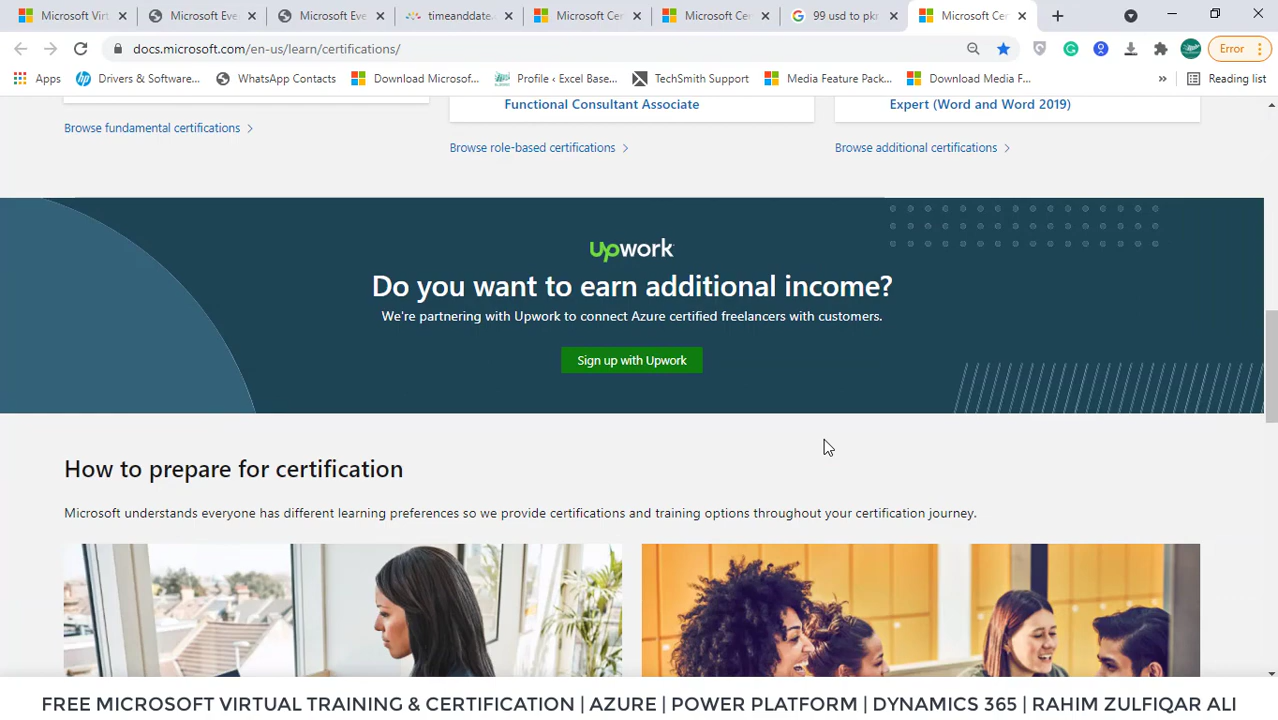 Microsoft Virt
Microsoft Eve
Microsoft Eve
timeanddate.
Microsoft Cer
Microsoft Cer
99 usd to pkr
Microsoft Cer
docs.microsoft.com/en-us/learn/certifications/
Error
Apps
Drivers & Software...
WhatsApp Contacts
Download Microsof...
Profile ‹ Excel Base...
TechSmith Support
Media Feature Pack...
Download Media F...
»
Reading list
Functional Consultant Associate
Expert (Word and Word 2019)
Browse fundamental certifications
Browse role-based certifications
Browse additional certifications
Upwork
Do you want to earn additional income?
We're partnering with Upwork to connect Azure certified freelancers with customers.
Sign up with Upwork
How to prepare for certification
Microsoft understands everyone has different learning preferences so we provide certifications and training options throughout your certification journey.
FREE MICROSOFT VIRTUAL TRAINING & CERTIFICATION | AZURE | POWER PLATFORM | DYNAMICS 365 | RAHIM ZULFIQAR ALI